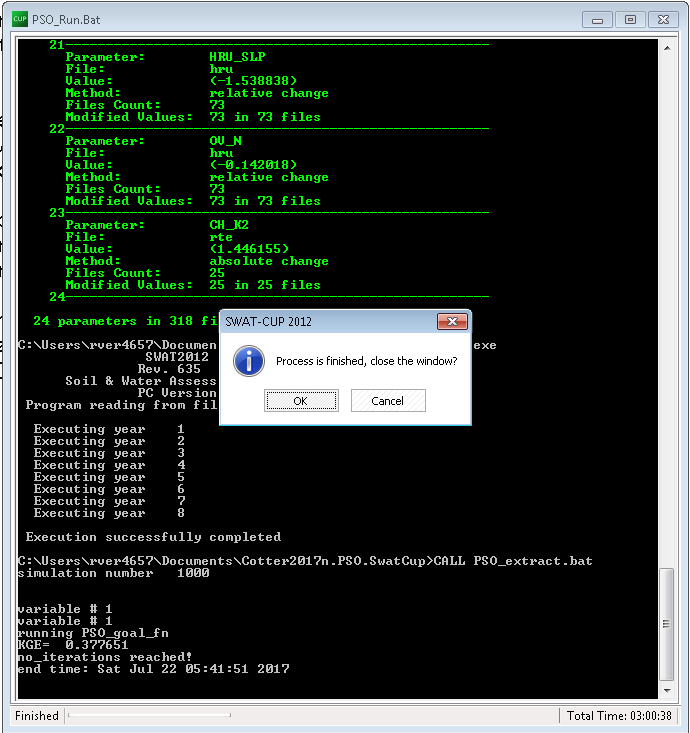 CUP PSO_Run.Bat
21------------------------------------------------------
Parameter: HRU_SLP
File: hru
Value: (-1.538838)
Method: relative change
Files Count: 73
Modified Values: 73 in 73 files
22------------------------------------------------------
Parameter: OV_N
File: hru
Value: (-0.142018)
Method: relative change
Files Count: 73
Modified Values: 73 in 73 files
23------------------------------------------------------
Parameter: CH_K2
File: rte
Value: (1.446155)
Method: absolute change
Files Count: 25
Modified Values: 25 in 25 files
24------------------------------------------------------
24 parameters in 318 fi
C:\Users\rver4657\Documen exe
SWAT2012
Rev. 635
Soil & Water Assess
PC Version
Program reading from fil
SWAT-CUP 2012
Process is finished, close the window?
OK Cancel
Executing year 1
Executing year 2
Executing year 3
Executing year 4
Executing year 5
Executing year 6
Executing year 7
Executing year 8
Execution successfully completed
C:\Users\rver4657\Documents\Cotter2017n.PSO.SwatCup>CALL PSO_extract.bat
simulation number 1000
variable # 1
variable # 1
running PSO_goal_fn
KGE= 0.377651
no_iterations reached!
end time: Sat Jul 22 05:41:51 2017
Finished Total Time: 03:00:38